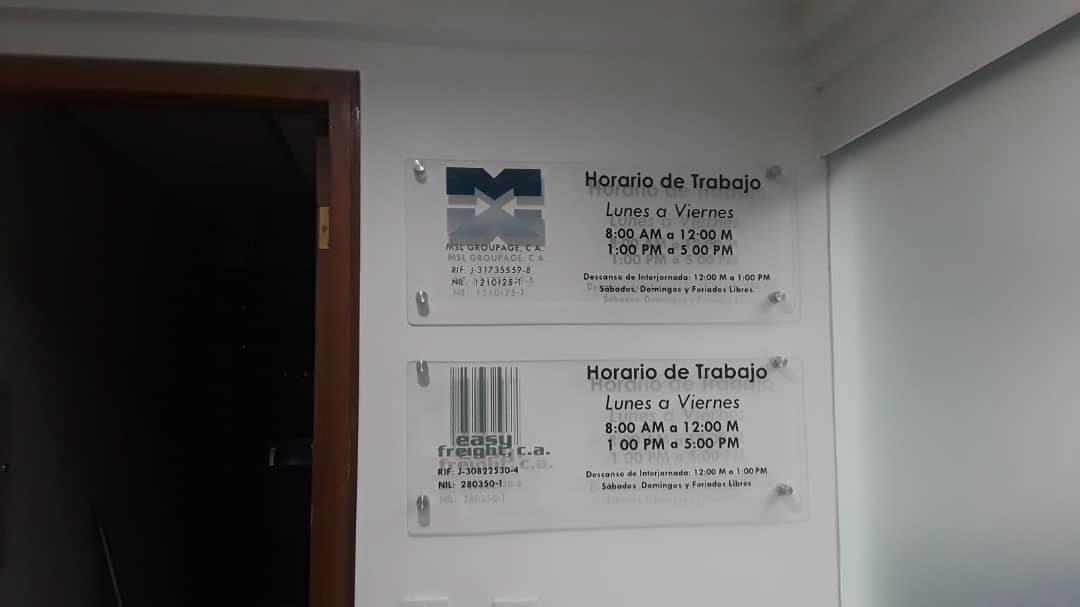 MSL GROUPAGE, C A.
RIF: J-31735559-8
NIL: 1210125-1
Horario de Trabajo
Lunes a Viernes
8:00 AM a 12:00 M
1:00 PM a 5 00 PM
Descanso de Interjornada: 12:00 M a 1:00 PM
Sábados, Domingos y Feriados Libres.
easy
freight, c.a.
RIF: J-30822530-4
NIL: 280350-1
Horario de Trabajo
Lunes a Viernes
8:00 AM a 12:00 M
1 00 PM a 5:00 PM
Descanso de Interjornada: 12:00 M a 1:00 PM
Sábados Domingos y Feriados Libres